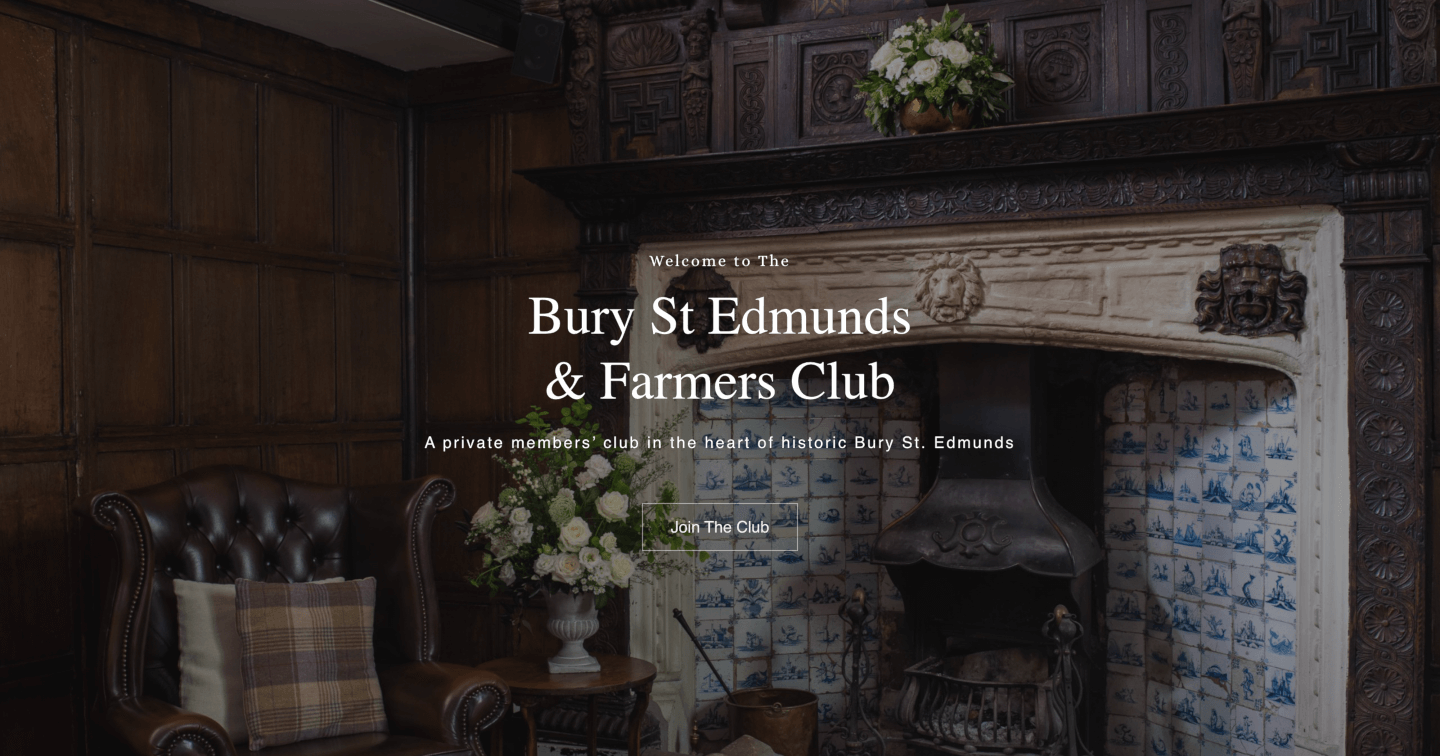 Welcome to The
Bury St Edmunds
& Farmers Club
A private members’ club in the heart of historic Bury St. Edmunds
Join The Club